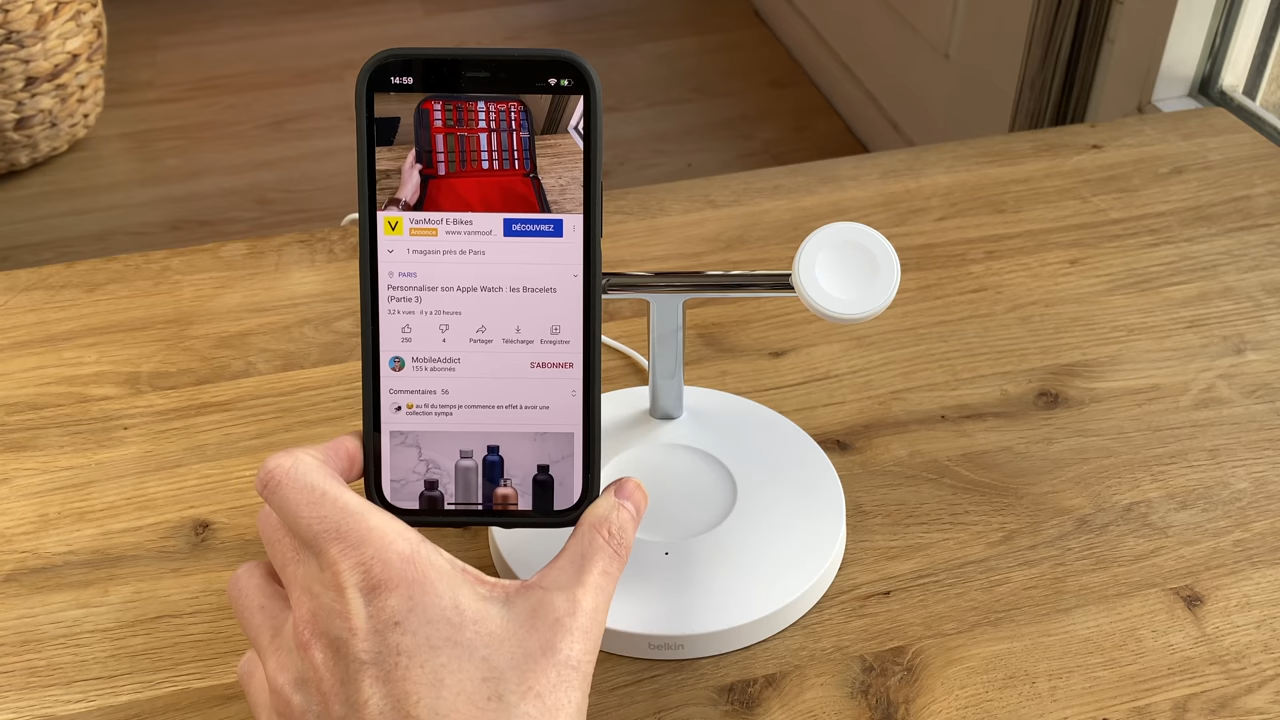 14:59
VanMoof E-Bikes
Annonce www.vanmoof...
DÉCOUVREZ
1 magasin près de Paris
PARIS
Personnaliser son Apple Watch : les Bracelets
(Partie 3)
3,2 k vues · il y a 20 heures
250
4
Partager
Télécharger
Enregistrer
MobileAddict
155 k abonnés
S'ABONNER
Commentaires 56
😂 au fil du temps je commence en effet à avoir une
collection sympa
belkin